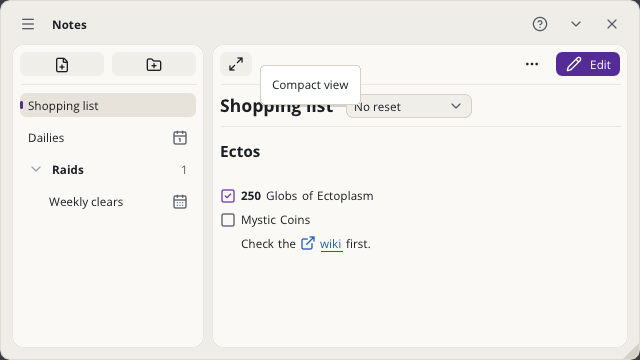 Notes
Compact view
Edit
Shopping list
Dailies
Raids 1
Weekly clears
Shopping list No reset
Ectos
250 Globs of Ectoplasm
Mystic Coins
Check the wiki first.